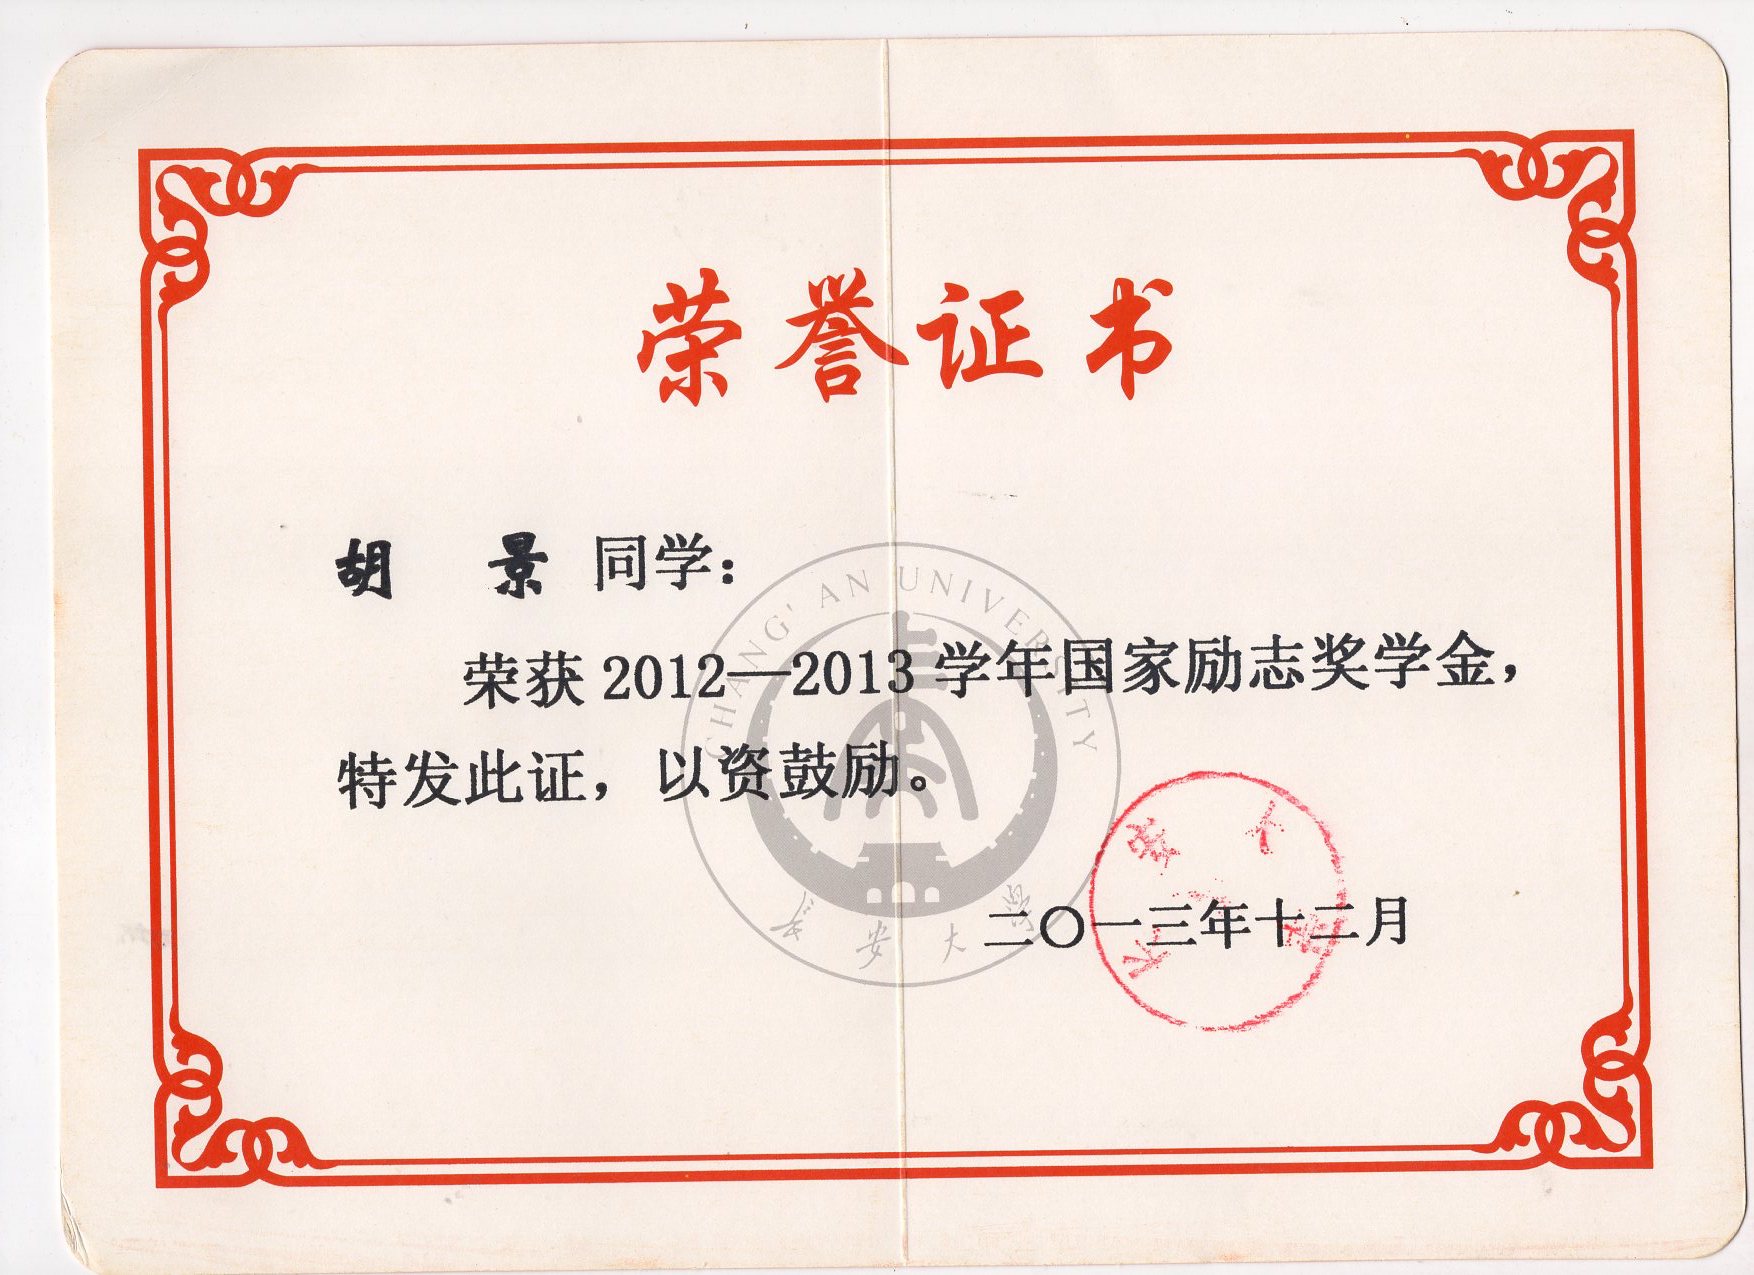 荣誉证书
胡 景 同学：
CHANG' AN UNIVERSITY
荣获 2012—2013 学年国家励志奖学金，
特发此证，以资鼓励。
长安大学
二〇一三年十二月